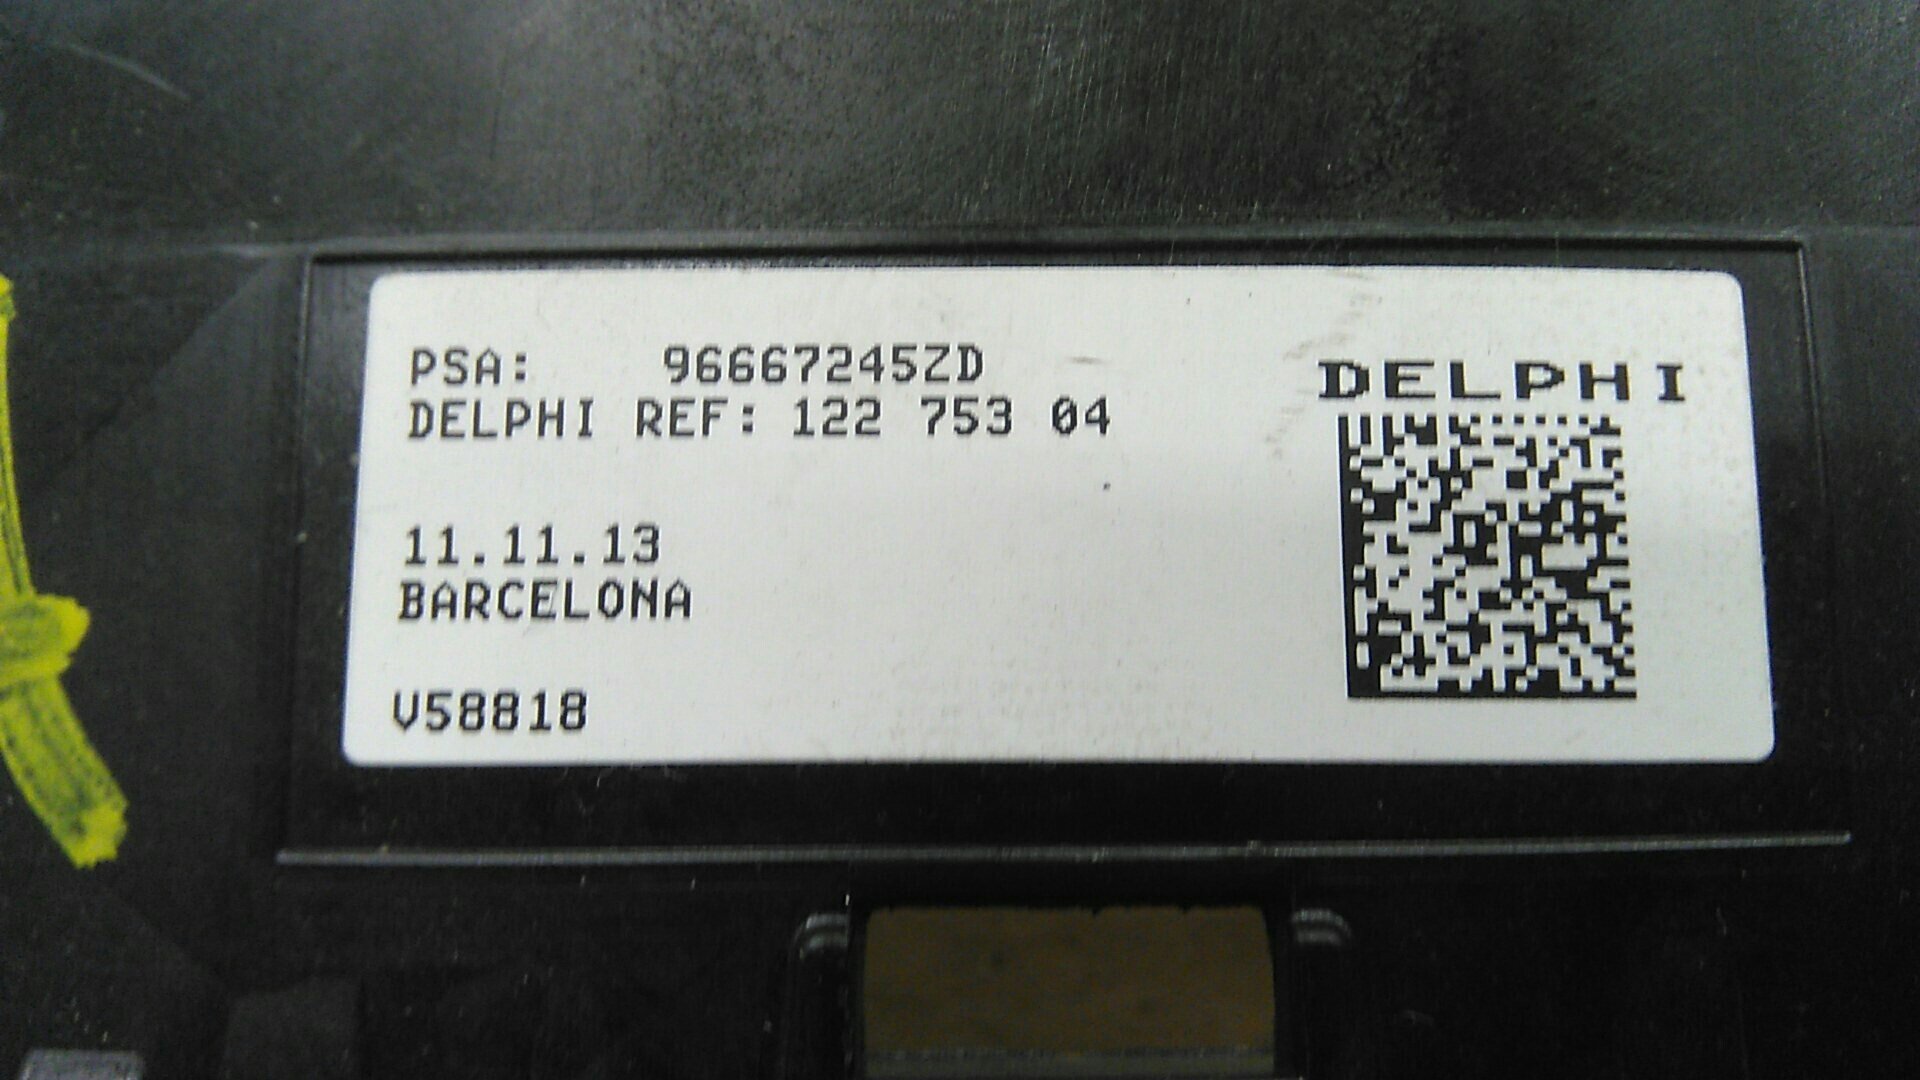 PSA: 96667245ZD
DELPHI REF: 122 753 04
DELPHI
11.11.13
BARCELONA
V58818